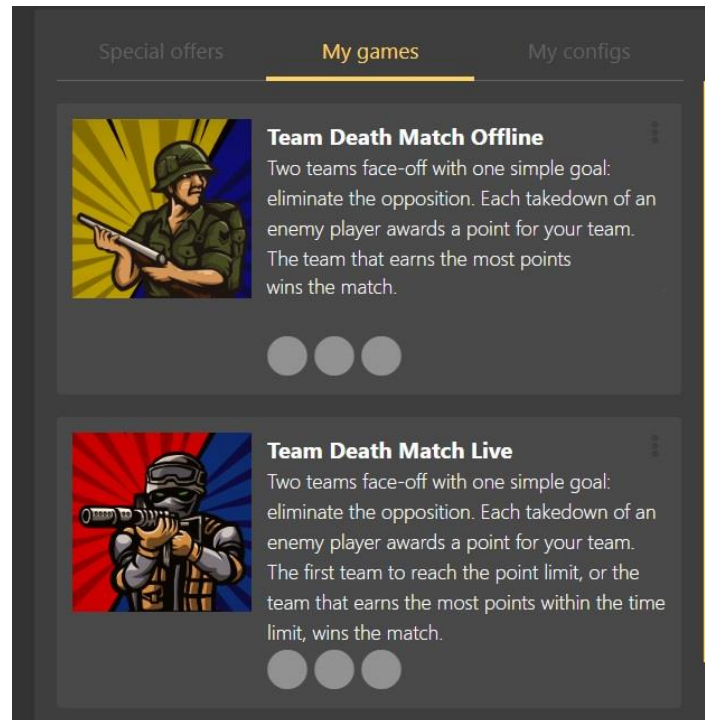 Special offers
My games
My configs
Team Death Match Offline
Two teams face-off with one simple goal:
eliminate the opposition. Each takedown of an
enemy player awards a point for your team.
The team that earns the most points
wins the match.
Team Death Match Live
Two teams face-off with one simple goal:
eliminate the opposition. Each takedown of an
enemy player awards a point for your team.
The first team to reach the point limit, or the
team that earns the most points within the time
limit, wins the match.